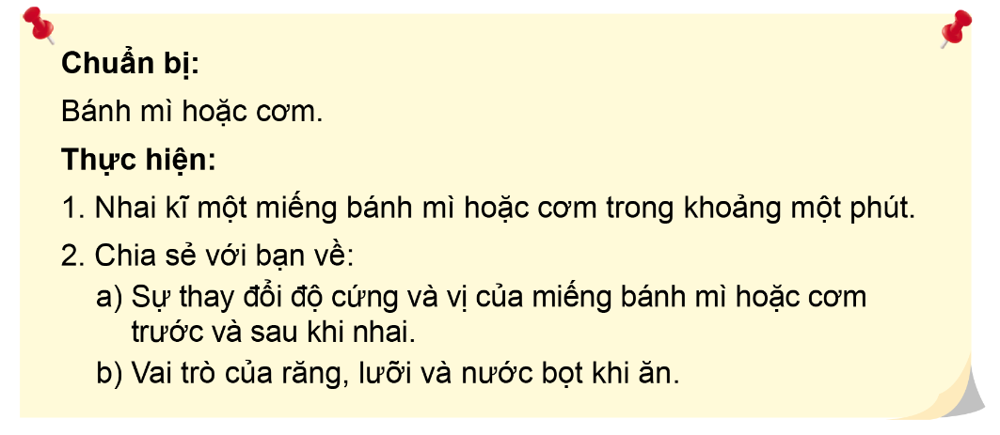 Chuẩn bị:
Bánh mì hoặc cơm.
Thực hiện:
1. Nhai kĩ một miếng bánh mì hoặc cơm trong khoảng một phút.
2. Chia sẻ với bạn về:
a) Sự thay đổi độ cứng và vị của miếng bánh mì hoặc cơm
trước và sau khi nhai.
b) Vai trò của răng, lưỡi và nước bọt khi ăn.